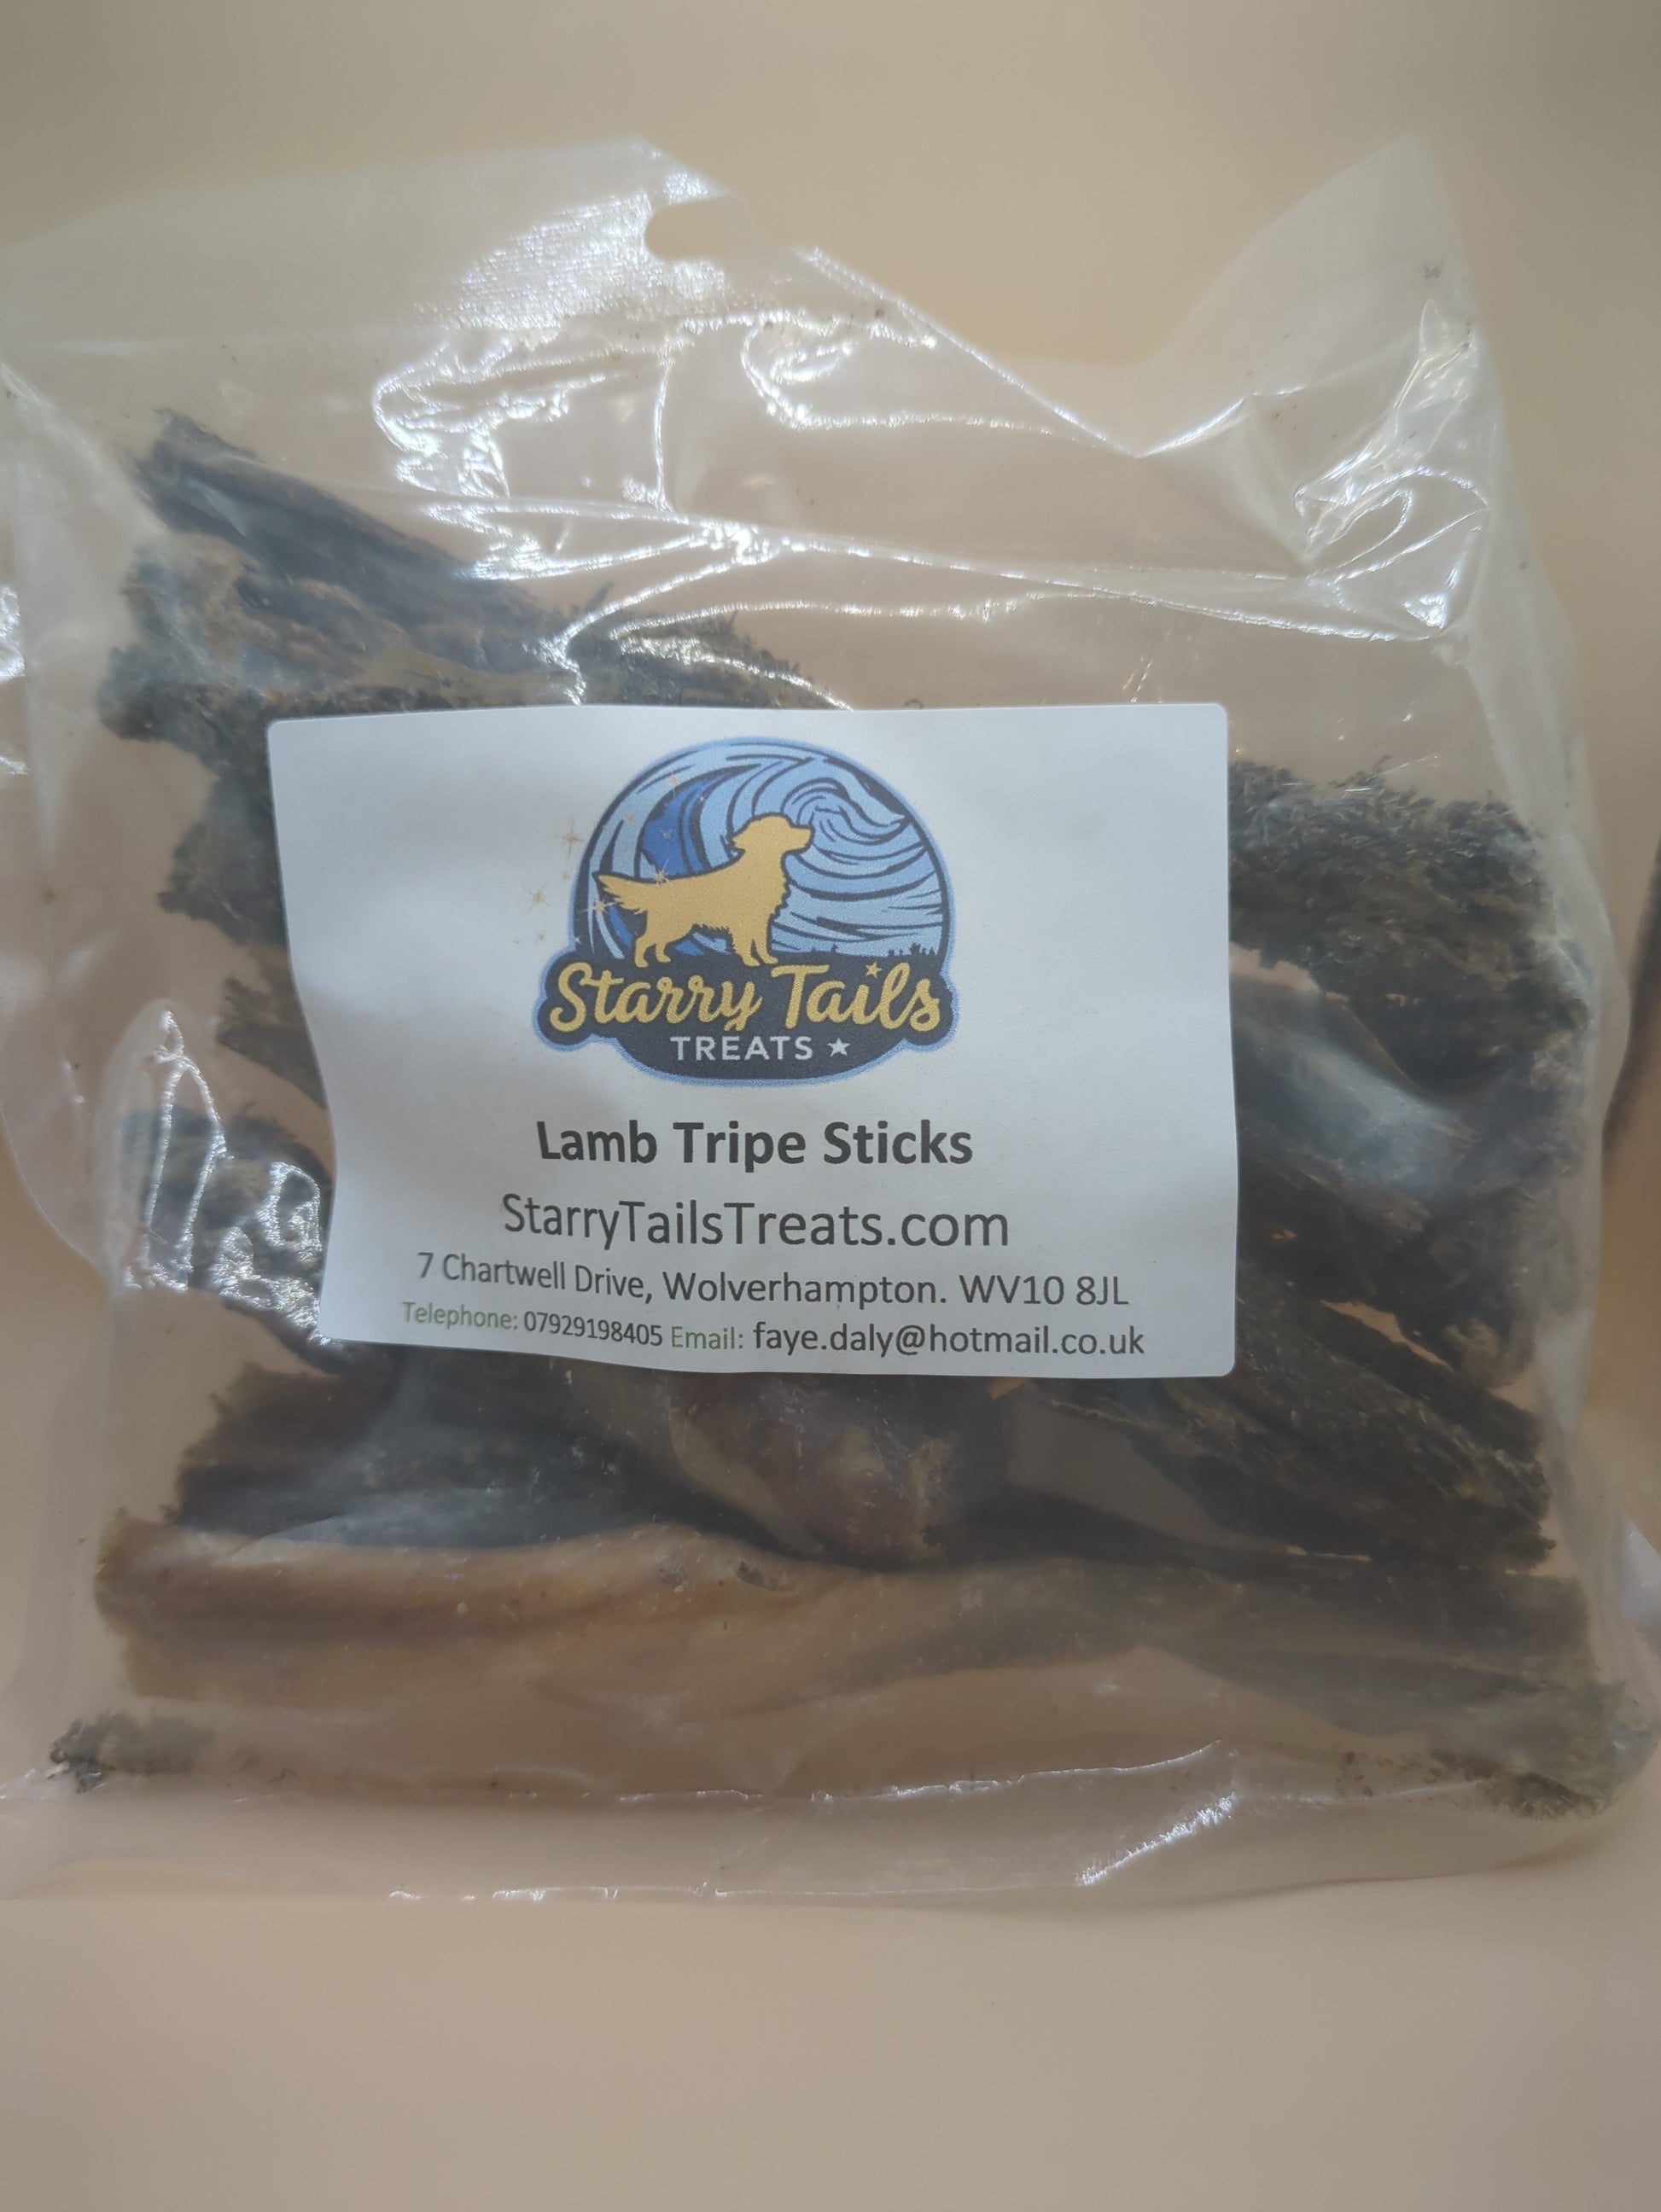 Starry Tails
TREATS
Lamb Tripe Sticks
StarryTailsTreats.com
7 Chartwell Drive, Wolverhampton. WV10 8JL
Telephone: 07929198405 Email: faye.daly@hotmail.co.uk